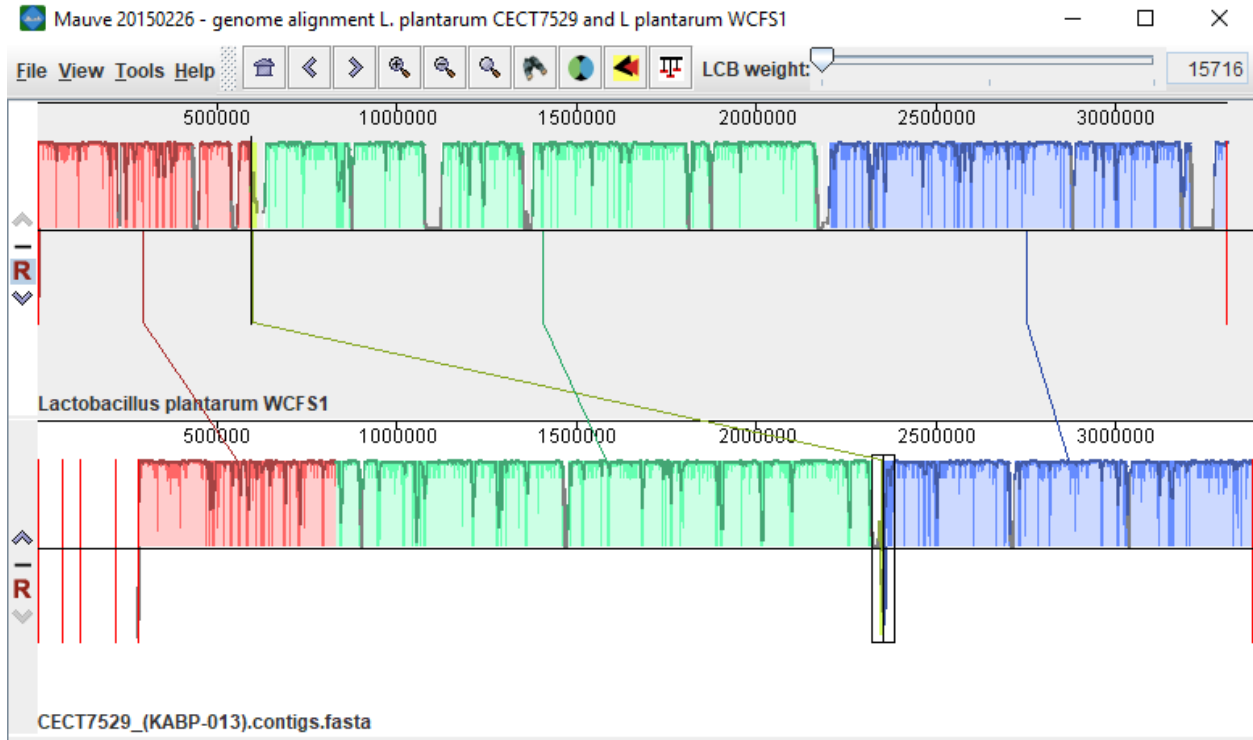 Mauve 20150226 - genome alignment L. plantarum CECT7529 and L plantarum WCFS1
File View Tools Help LCB weight: 15716
500000 1000000 1500000 2000000 2500000 3000000
R
Lactobacillus plantarum WCFS1
500000 1000000 1500000 2000000 2500000 3000000
R
CECT7529_(KABP-013).contigs.fasta